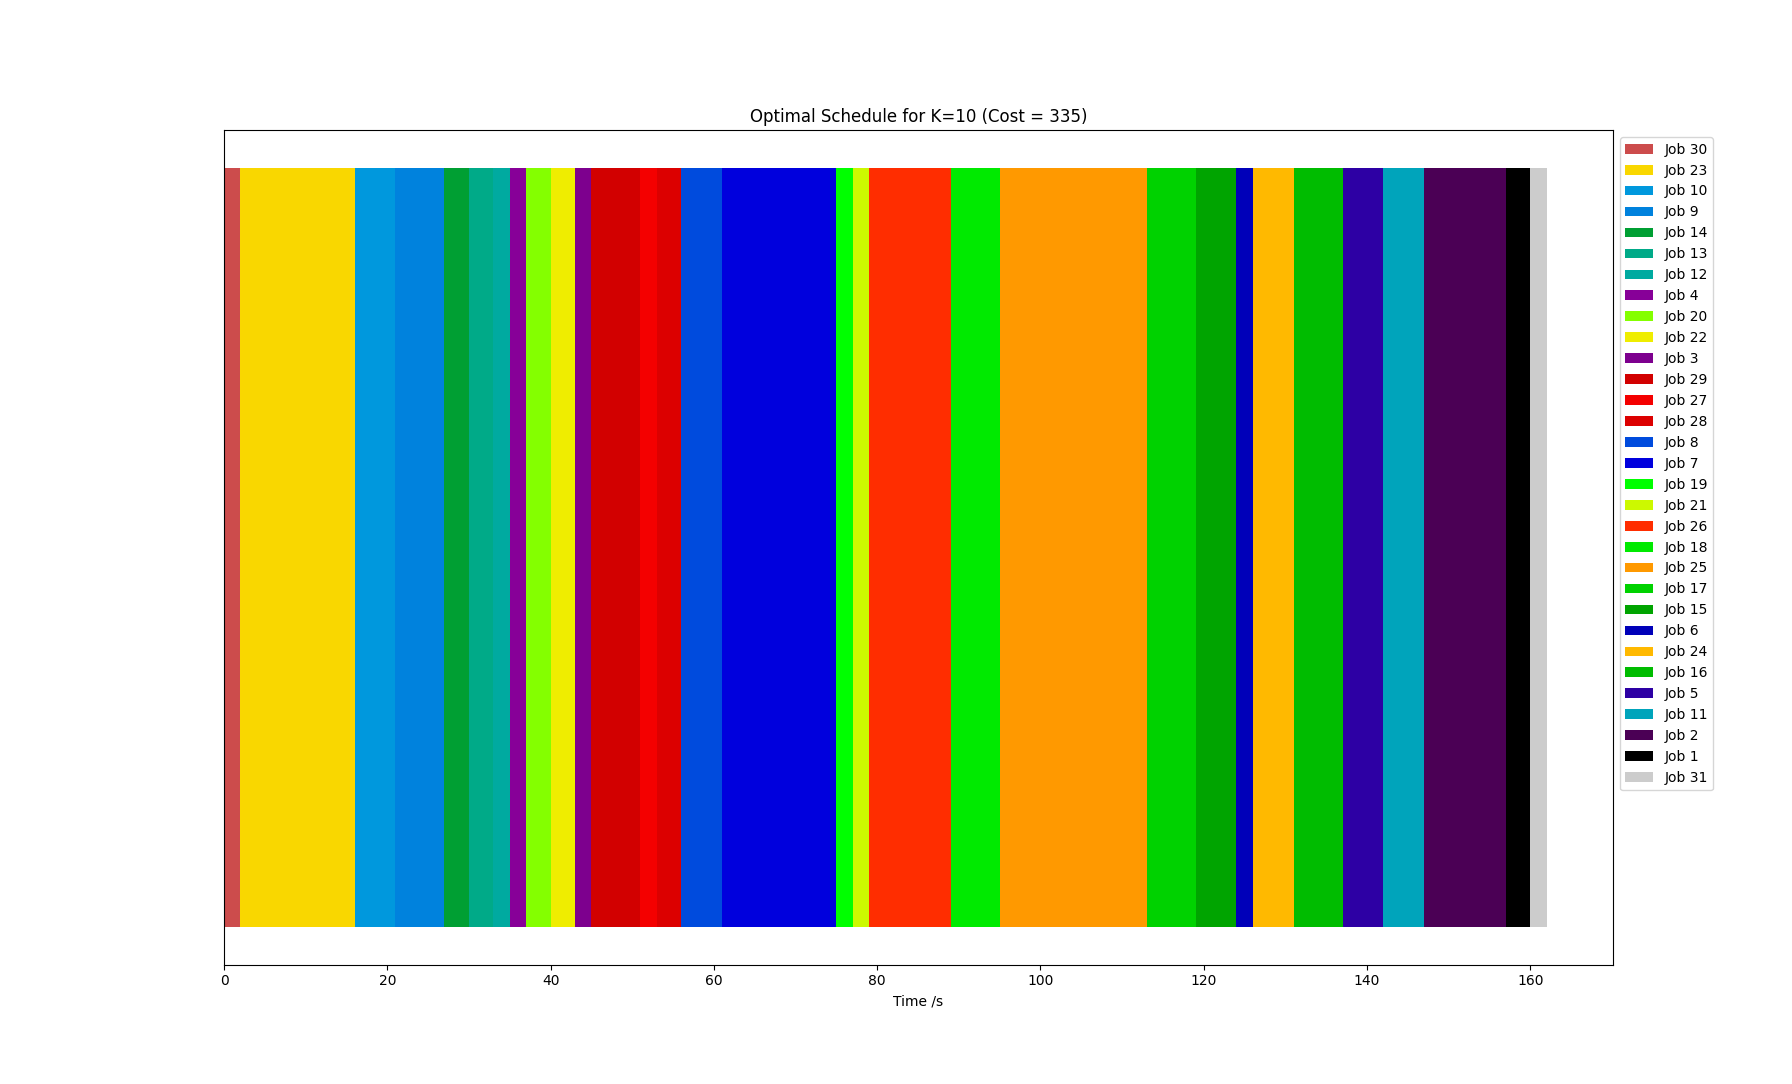 Optimal Schedule for K=10 (Cost = 335)
Job 30
Job 23
Job 10
Job 9
Job 14
Job 13
Job 12
Job 4
Job 20
Job 22
Job 3
Job 29
Job 27
Job 28
Job 8
Job 7
Job 19
Job 21
Job 26
Job 18
Job 25
Job 17
Job 15
Job 6
Job 24
Job 16
Job 5
Job 11
Job 2
Job 1
Job 31
0 20 40 60 80 100 120 140 160
Time /s